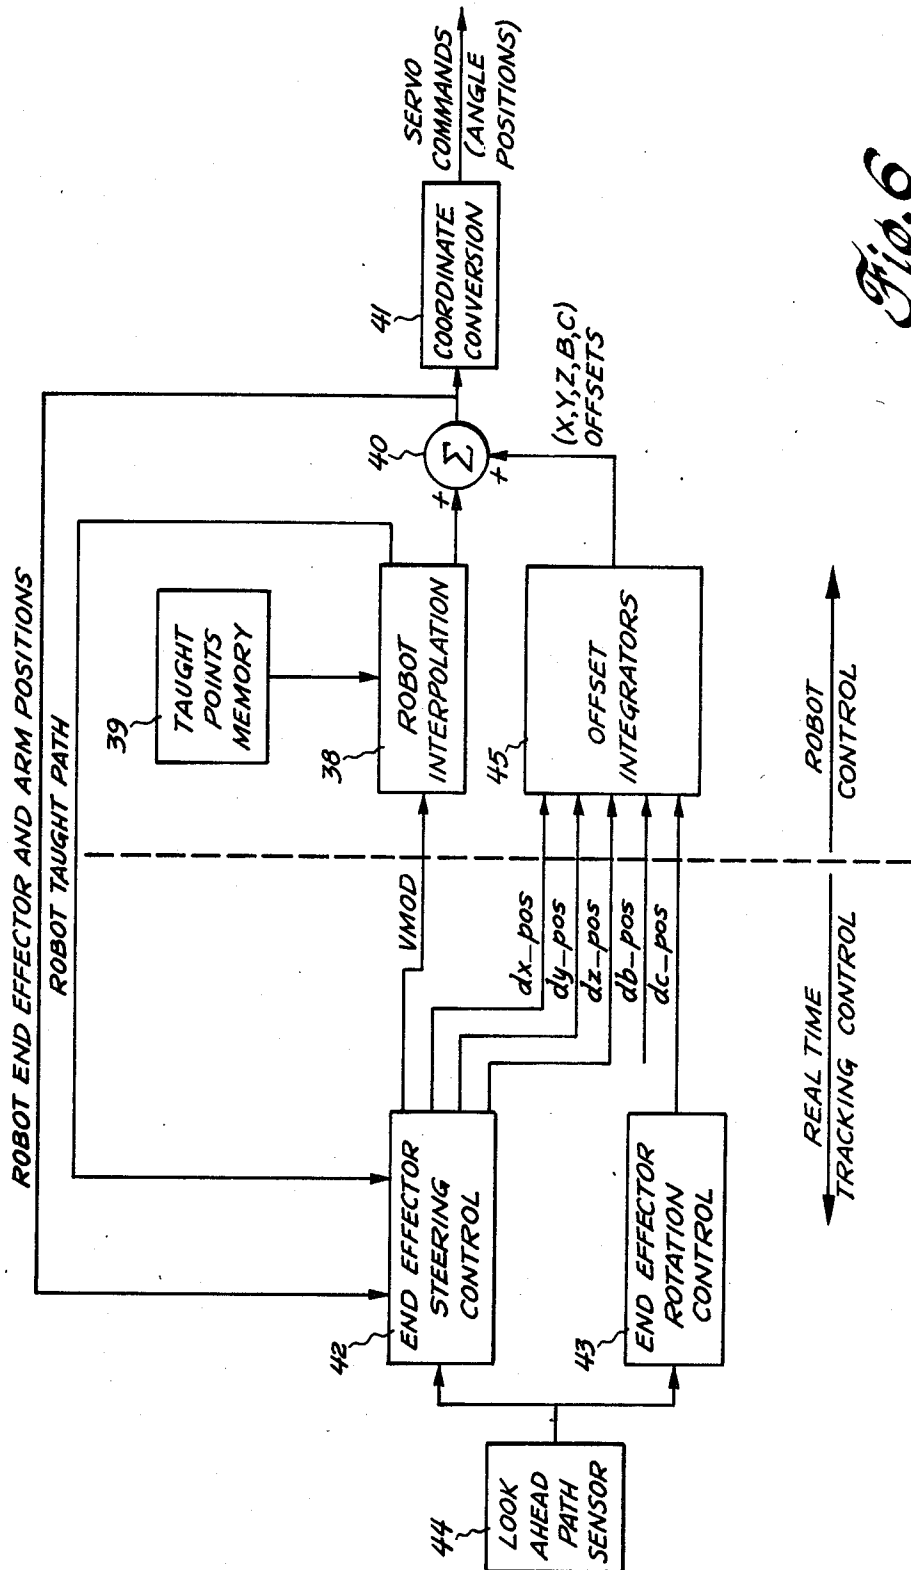 ROBOT END EFFECTOR AND ARM POSITIONS
ROBOT TAUGHT PATH
39
TAUGHT
POINTS
MEMORY
VMOD
38
ROBOT
INTERPOLATION
40
Σ
+
+
41
COORDINATE
CONVERSION
SERVO
COMMANDS
(ANGLE
POSITIONS)
42
END EFFECTOR
STEERING
CONTROL
dx_pos
dy_pos
dz_pos
db_pos
dc_pos
45
OFFSET
INTEGRATORS
(X,Y,Z,B,C)
OFFSETS
44
LOOK
AHEAD
PATH
SENSOR
43
END EFFECTOR
ROTATION
CONTROL
REAL TIME
TRACKING CONTROL
ROBOT
CONTROL
Fig. 6